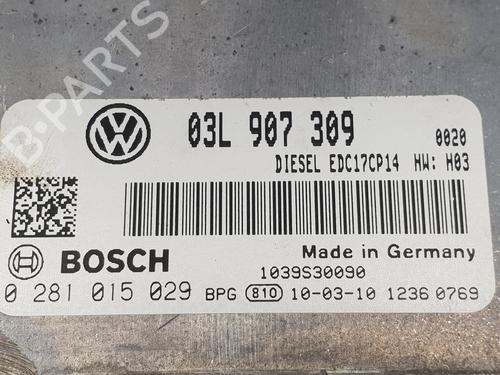 B-PARTS
03L 907 309
0020
DIESEL EDC17CP14 HW: H03
BOSCH
Made in Germany
1039S30090
0 281 015 029 BPG 810 10-03-10 1236 0769